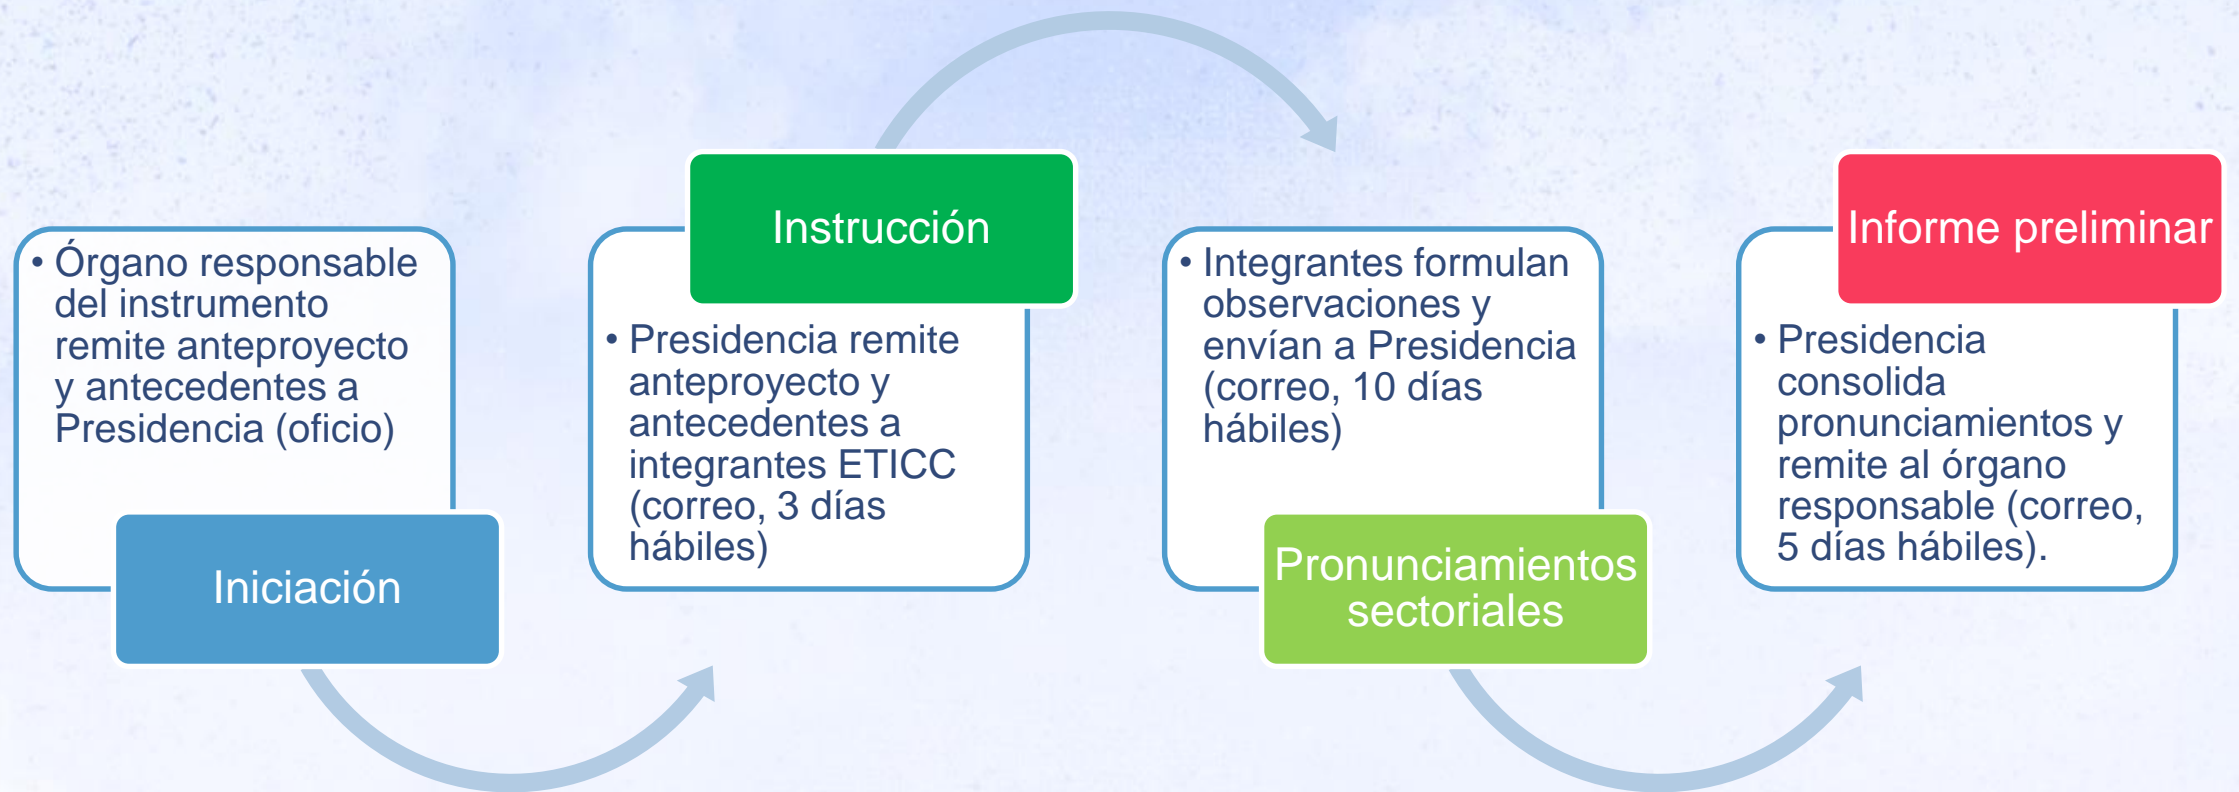 • Órgano responsable
del instrumento
remite anteproyecto
y antecedentes a
Presidencia (oficio)
Iniciación
Instrucción
• Presidencia remite
anteproyecto y
antecedentes a
integrantes ETICC
(correo, 3 días
hábiles)
• Integrantes formulan
observaciones y
envían a Presidencia
(correo, 10 días
hábiles)
Pronunciamientos
sectoriales
Informe preliminar
• Presidencia
consolida
pronunciamientos y
remite al órgano
responsable (correo,
5 días hábiles).